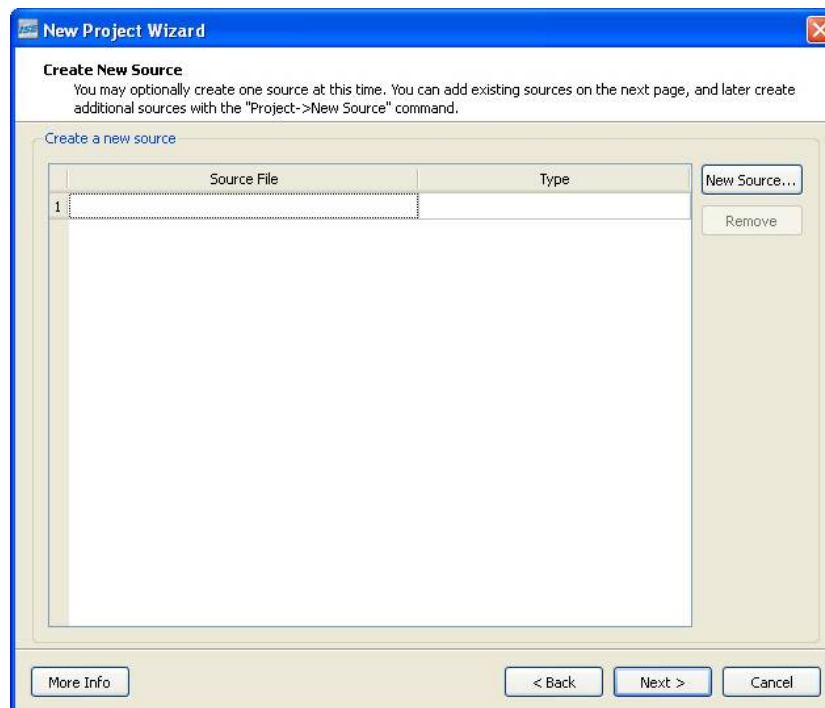 ISE New Project Wizard
Create New Source
You may optionally create one source at this time. You can add existing sources on the next page, and later create
additional sources with the "Project->New Source" command.
Create a new source
Source File Type New Source...
1
Remove
More Info < Back Next > Cancel